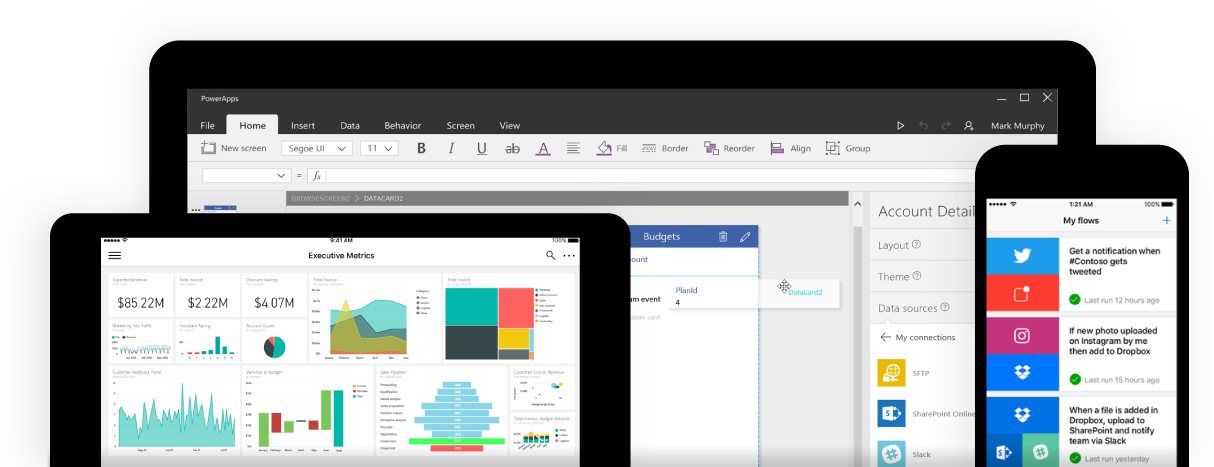 PowerApps
File Home Insert Data Behavior Screen View Mark Murphy
New screen Segoe UI 11 B I U ab A Fill Border Reorder Align Group
= fx
BROWSESCREEN1 > DATACARD2
Account Detail
Layout
Theme
Data sources
My connections
SFTP
SharePoint Online
Slack
Budgets
ount
PlanId
4
DataCard2
am event
stom card
9:41 AM 100%
Executive Metrics
Expected Revenue
$85.22M
Total Invoice
$2.22M
Discount Savings
$4.07M
Total Invoice
Total Invoice
Marketing Site Traffic
Feedback Rating
Account Count
Customer Feedback Trend
Variance to Budget
Sales Pipeline
Customer Size vs Revenue
Total Invoice, Budget Amount
1:21 AM 100%
My flows +
Get a notification when
#Contoso gets
tweeted
Last run 12 hours ago
If new photo uploaded
on Instagram by me
then add to Dropbox
Last run 15 hours ago
When a file is added in
Dropbox, upload to
SharePoint and notify
team via Slack
Last run yesterday